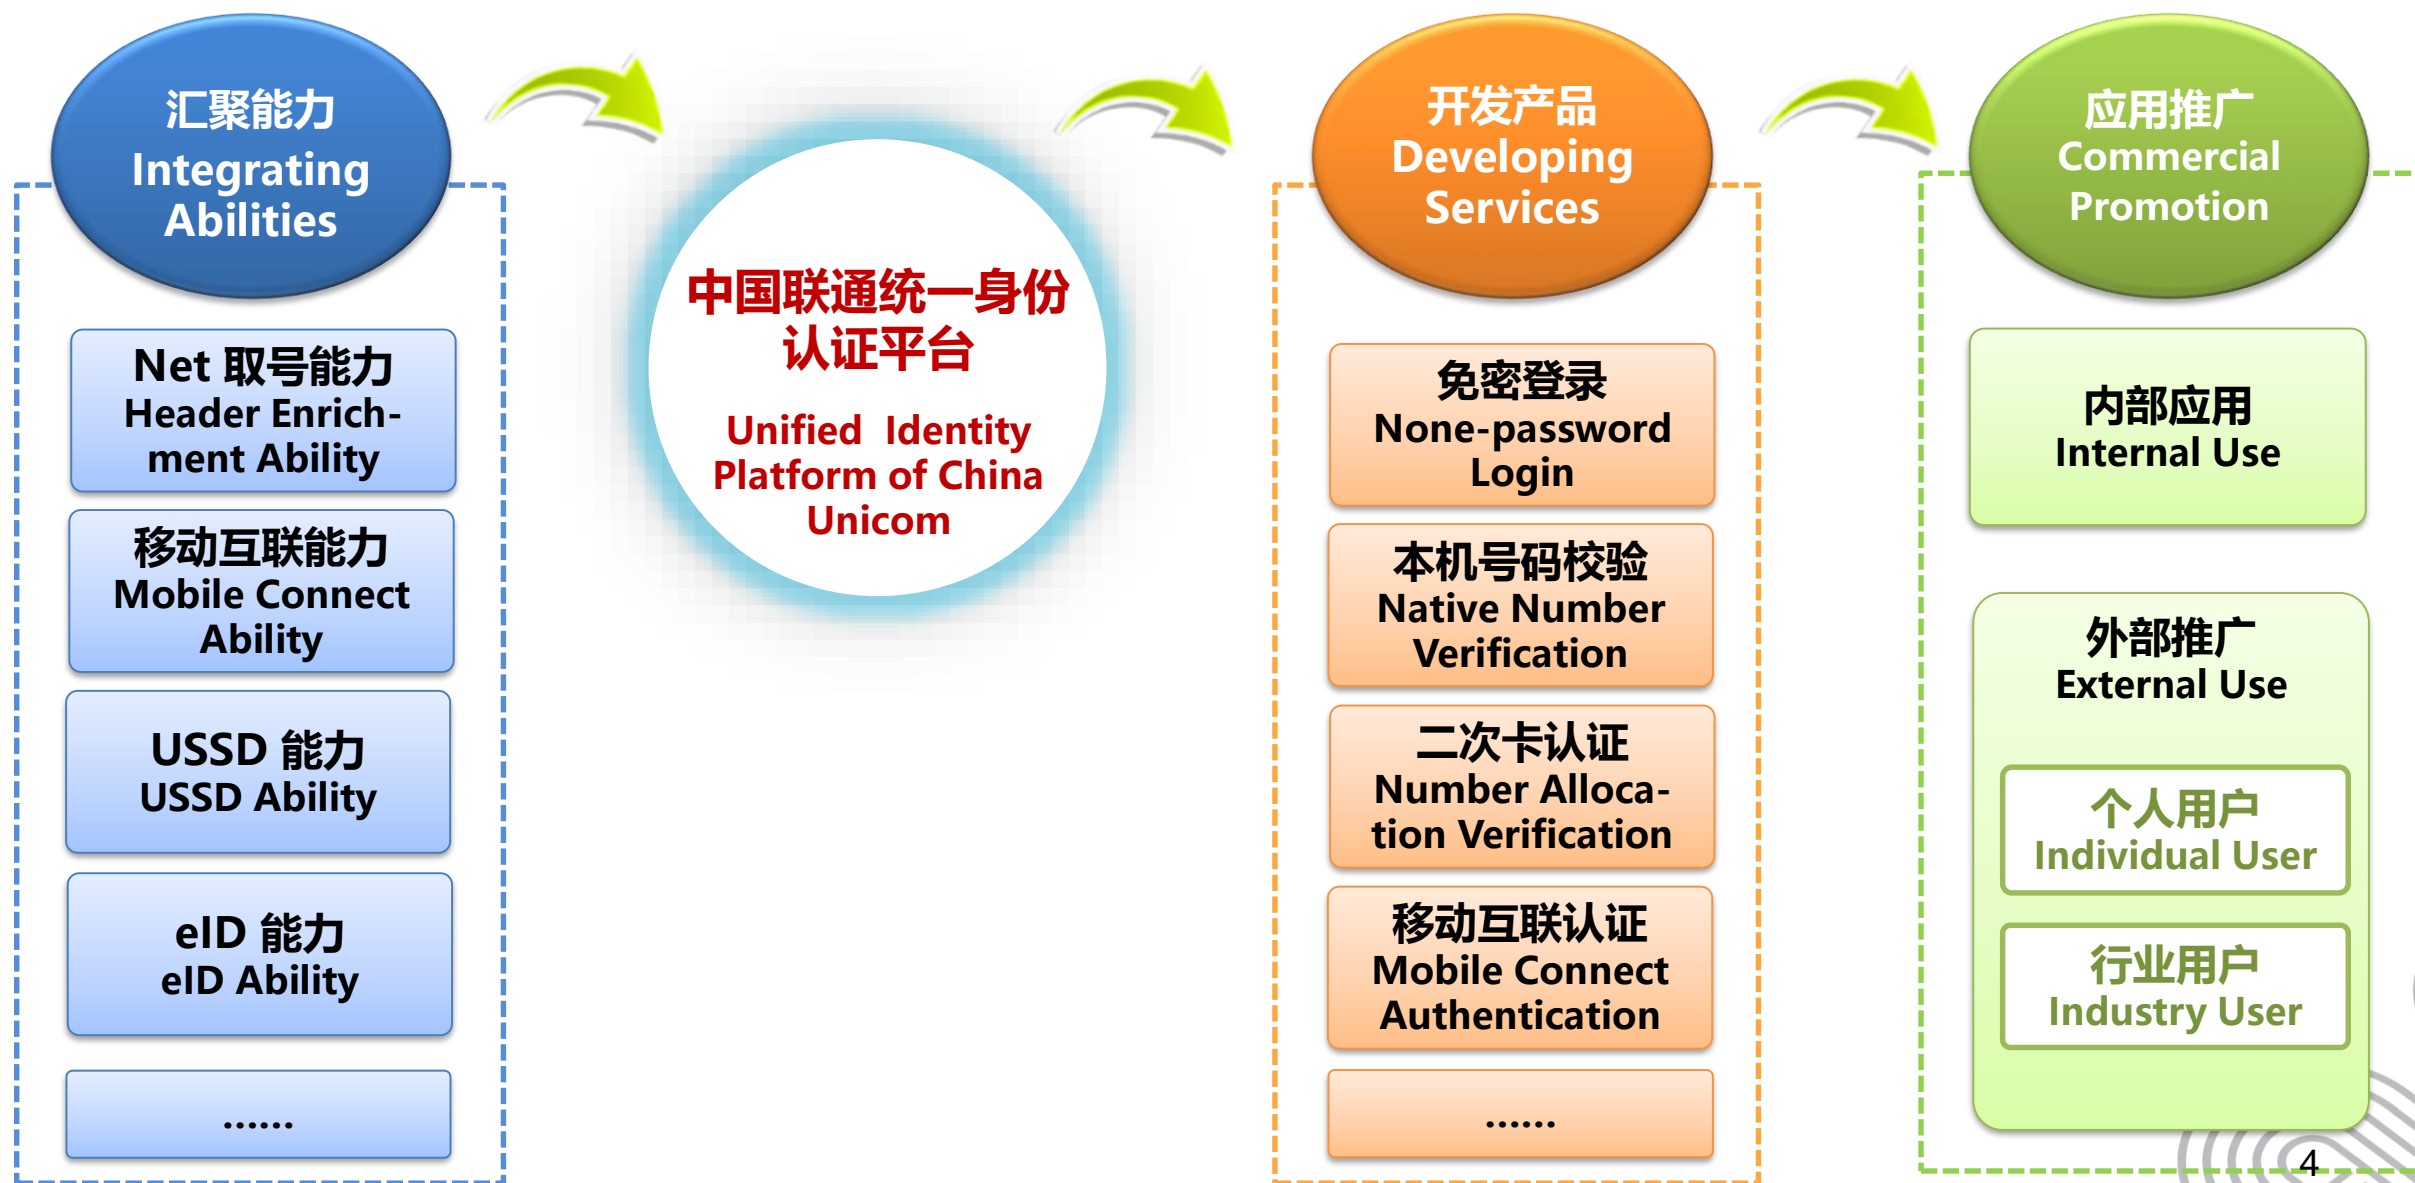 汇聚能力
Integrating
Abilities
Net 取号能力
Header Enrich-
ment Ability
移动互联能力
Mobile Connect
Ability
USSD 能力
USSD Ability
eID 能力
eID Ability
......
中国联通统一身份
认证平台
Unified  Identity
Platform of China
Unicom
开发产品
Developing
Services
免密登录
None-password
Login
本机号码校验
Native Number
Verification
二次卡认证
Number Alloca-
tion Verification
移动互联认证
Mobile Connect
Authentication
......
应用推广
Commercial
Promotion
内部应用
Internal Use
外部推广
External Use
个人用户
Individual User
行业用户
Industry User
4